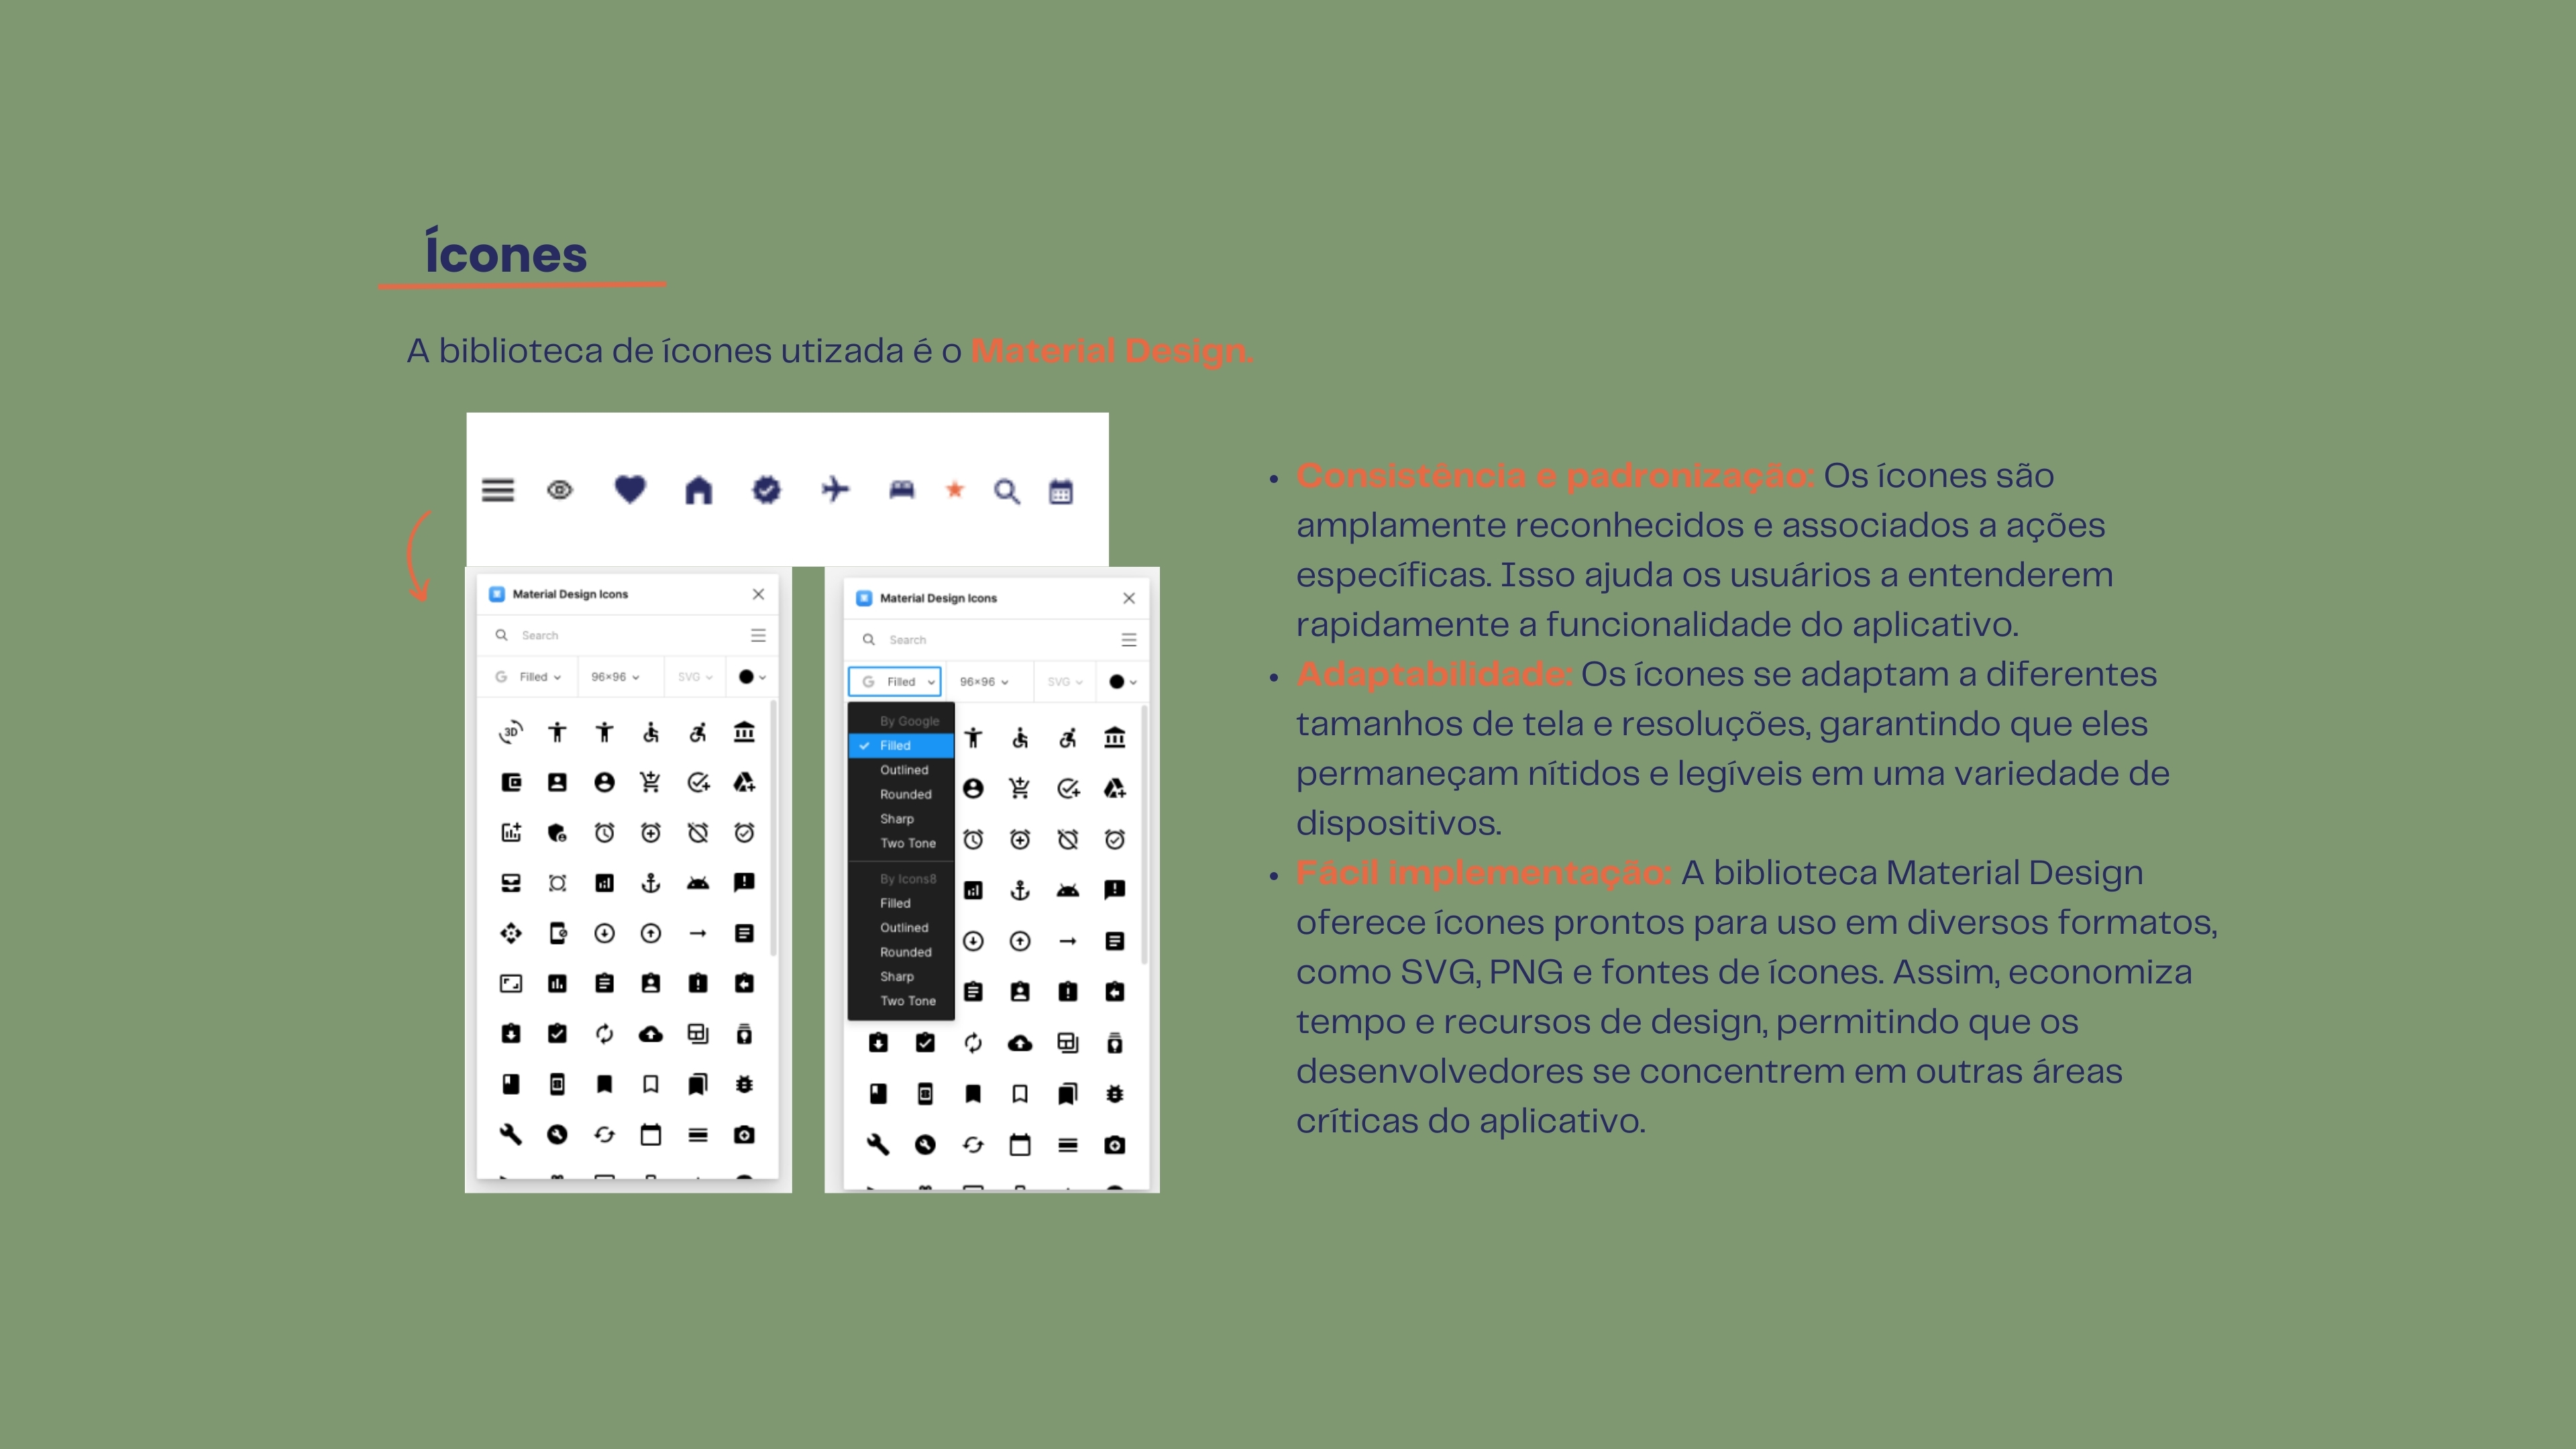 Ícones
A biblioteca de ícones utizada é o Material Design.
Material Design Icons
Search
Filled
96×96
SVG
3D
Material Design Icons
Search
Filled
96×96
SVG
By Google
Filled
Outlined
Rounded
Sharp
Two Tone
By Icons8
Filled
Outlined
Rounded
Sharp
Two Tone
• Consistência e padronização: Os ícones são
amplamente reconhecidos e associados a ações
específicas. Isso ajuda os usuários a entenderem
rapidamente a funcionalidade do aplicativo.
• Adaptabilidade: Os ícones se adaptam a diferentes
tamanhos de tela e resoluções, garantindo que eles
permaneçam nítidos e legíveis em uma variedade de
dispositivos.
• Fácil implementação: A biblioteca Material Design
oferece ícones prontos para uso em diversos formatos,
como SVG, PNG e fontes de ícones. Assim, economiza
tempo e recursos de design, permitindo que os
desenvolvedores se concentrem em outras áreas
críticas do aplicativo.